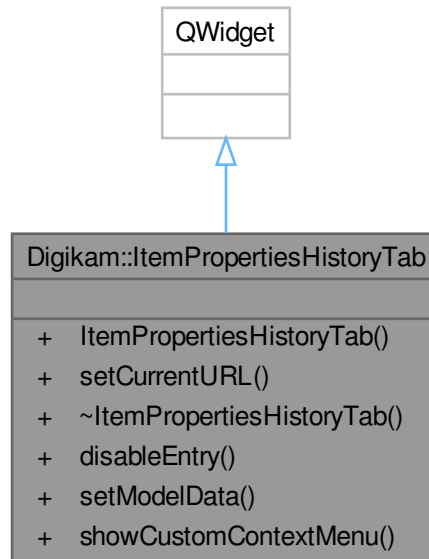 QWidget
Digikam::ItemPropertiesHistoryTab
+ ItemPropertiesHistoryTab()
+ setCurrentURL()
+ ~ItemPropertiesHistoryTab()
+ disableEntry()
+ setModelData()
+ showCustomContextMenu()